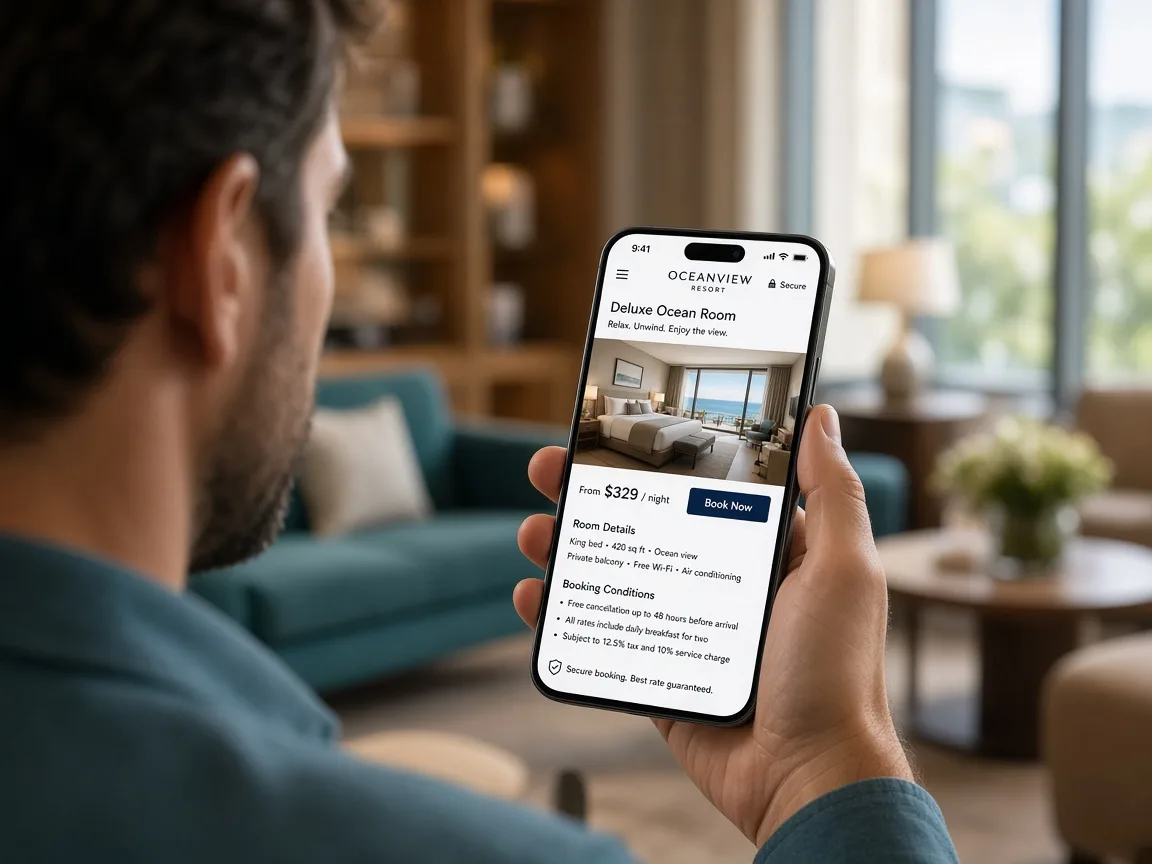 9:41
OCEANVIEW
RESORT
Secure
Deluxe Ocean Room
Relax. Unwind. Enjoy the view.
From $329 / night
Book Now
Room Details
King bed • 420 sq ft • Ocean view
Private balcony • Free Wi-Fi • Air conditioning
Booking Conditions
• Free cancellation up to 48 hours before arrival
• All rates include daily breakfast for two
• Subject to 12.5% tax and 10% service charge
Secure booking. Best rate guaranteed.